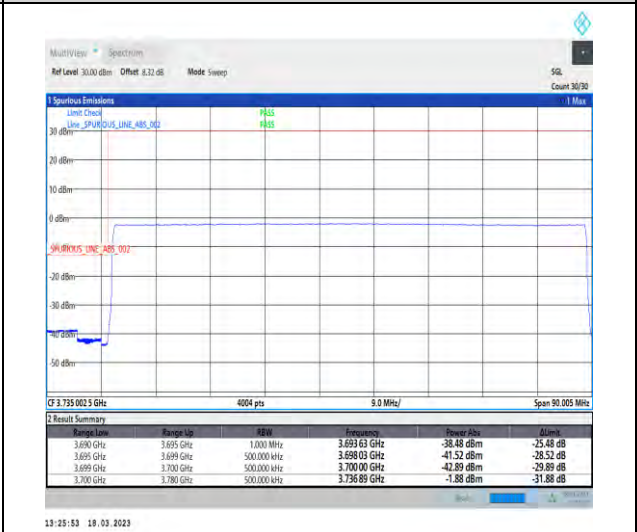 MultiView Spectrum
Ref Level 30.00 dBm Offset 8.32 dB Mode Sweep SGL
Count 30/30
1 Spurious Emissions 1 Max
Limit Check PASS
Line _SPURIOUS_LINE_ABS_002 PASS
30 dBm
20 dBm
10 dBm
0 dBm
_SPURIOUS_LINE_ABS_002
-20 dBm
-30 dBm
-40 dBm
-50 dBm
CF 3.735 002 5 GHz 4004 pts 9.0 MHz/ Span 90.005 MHz
2 Result Summary
Range Low Range Up RBW Frequency Power Abs ΔLimit
3.690 GHz 3.695 GHz 1.000 MHz 3.693 63 GHz -38.48 dBm -25.48 dB
3.695 GHz 3.699 GHz 500.000 kHz 3.698 03 GHz -41.52 dBm -28.52 dB
3.699 GHz 3.700 GHz 500.000 kHz 3.700 00 GHz -42.89 dBm -29.89 dB
3.700 GHz 3.780 GHz 500.000 kHz 3.736 89 GHz -1.88 dBm -31.88 dB
13:25:53 18.03.2023